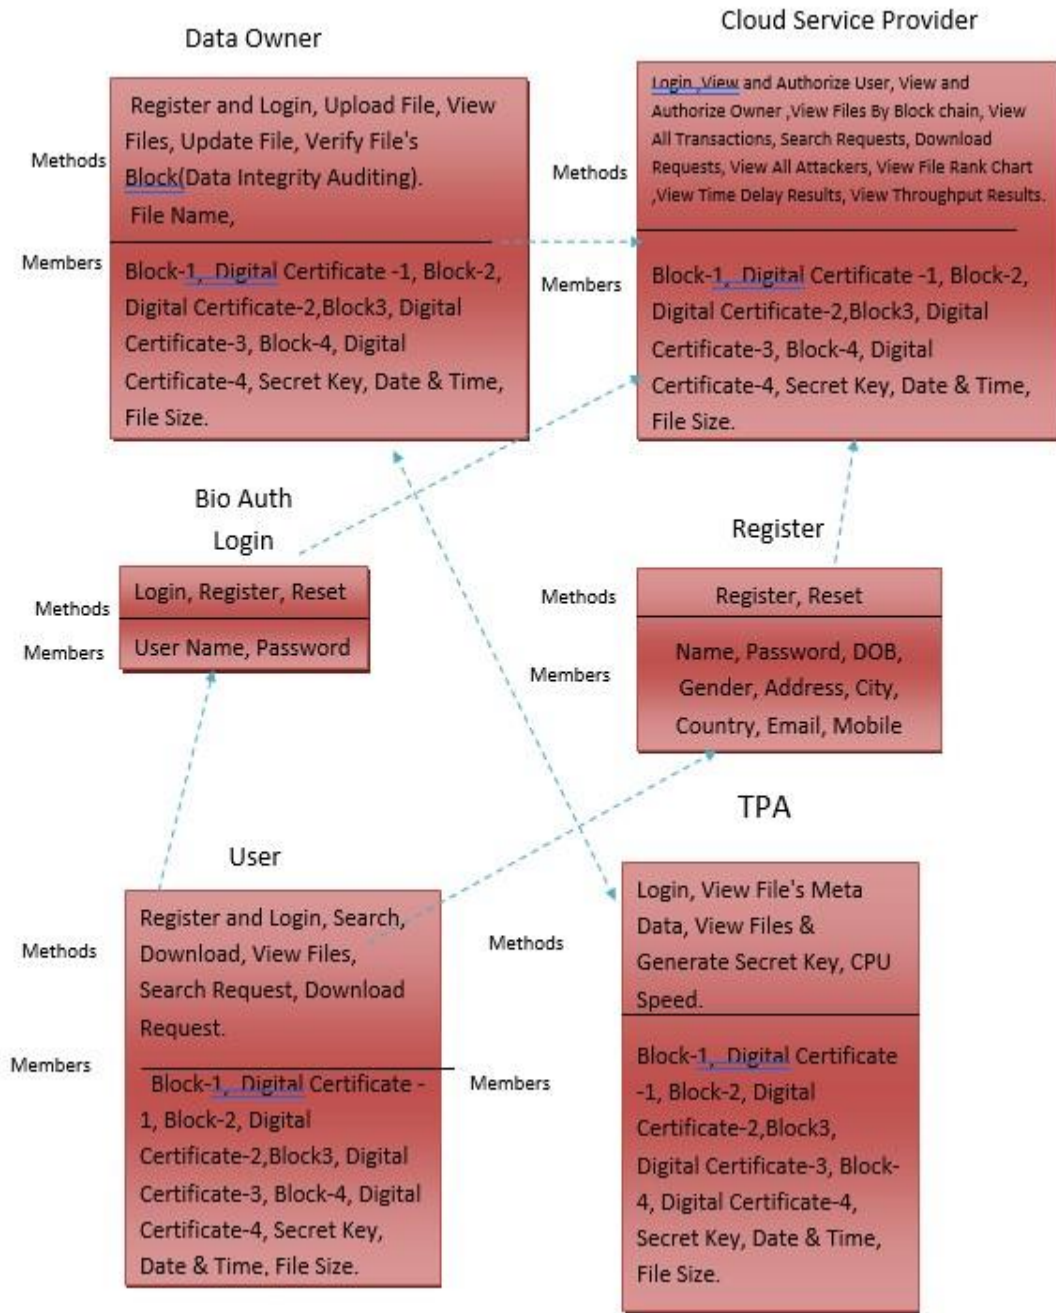 Data Owner
Methods
Register and Login, Upload File, View
Files, Update File, Verify File's
Block(Data Integrity Auditing).
File Name,
Members
Block-1, Digital Certificate -1, Block-2,
Digital Certificate-2,Block3, Digital
Certificate-3, Block-4, Digital
Certificate-4, Secret Key, Date & Time,
File Size.
Cloud Service Provider
Methods
Login ,View and Authorize User, View and
Authorize Owner ,View Files By Block chain, View
All Transactions, Search Requests, Download
Requests, View All Attackers, View File Rank Chart
,View Time Delay Results, View Throughput Results.
Members
Block-1, Digital Certificate -1, Block-2,
Digital Certificate-2,Block3, Digital
Certificate-3, Block-4, Digital
Certificate-4, Secret Key, Date & Time,
File Size.
Bio Auth
Login
Methods
Login, Register, Reset
Members
User Name, Password
Register
Methods
Register, Reset
Members
Name, Password, DOB,
Gender, Address, City,
Country, Email, Mobile
User
Methods
Register and Login, Search,
Download, View Files,
Search Request, Download
Request.
Members
Block-1, Digital Certificate -
1, Block-2, Digital
Certificate-2,Block3, Digital
Certificate-3, Block-4, Digital
Certificate-4, Secret Key,
Date & Time, File Size.
TPA
Methods
Login, View File's Meta
Data, View Files &
Generate Secret Key, CPU
Speed.
Members
Block-1, Digital Certificate
-1, Block-2, Digital
Certificate-2,Block3,
Digital Certificate-3, Block-
4, Digital Certificate-4,
Secret Key, Date & Time,
File Size.